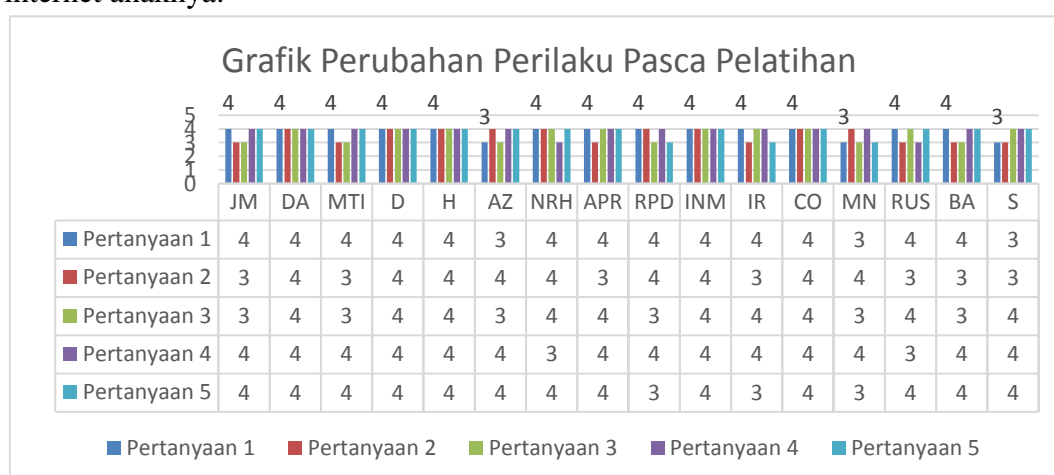 internet anaknya.
Grafik Perubahan Perilaku Pasca Pelatihan
4 4 4 4 4 3 4 4 4 4 4 4 3 4 4 3
5
4
3
2
1
0
JM DA MTI D H AZ NRH APR RPD INM IR CO MN RUS BA S
Pertanyaan 1 4 4 4 4 4 3 4 4 4 4 4 4 3 4 4 3
Pertanyaan 2 3 4 3 4 4 4 4 3 4 4 3 4 4 3 3 3
Pertanyaan 3 3 4 3 4 4 3 4 4 3 4 4 4 3 4 3 4
Pertanyaan 4 4 4 4 4 4 4 3 4 4 4 4 4 4 3 4 4
Pertanyaan 5 4 4 4 4 4 4 4 4 3 4 3 4 3 4 4 4
Pertanyaan 1 Pertanyaan 2 Pertanyaan 3 Pertanyaan 4 Pertanyaan 5